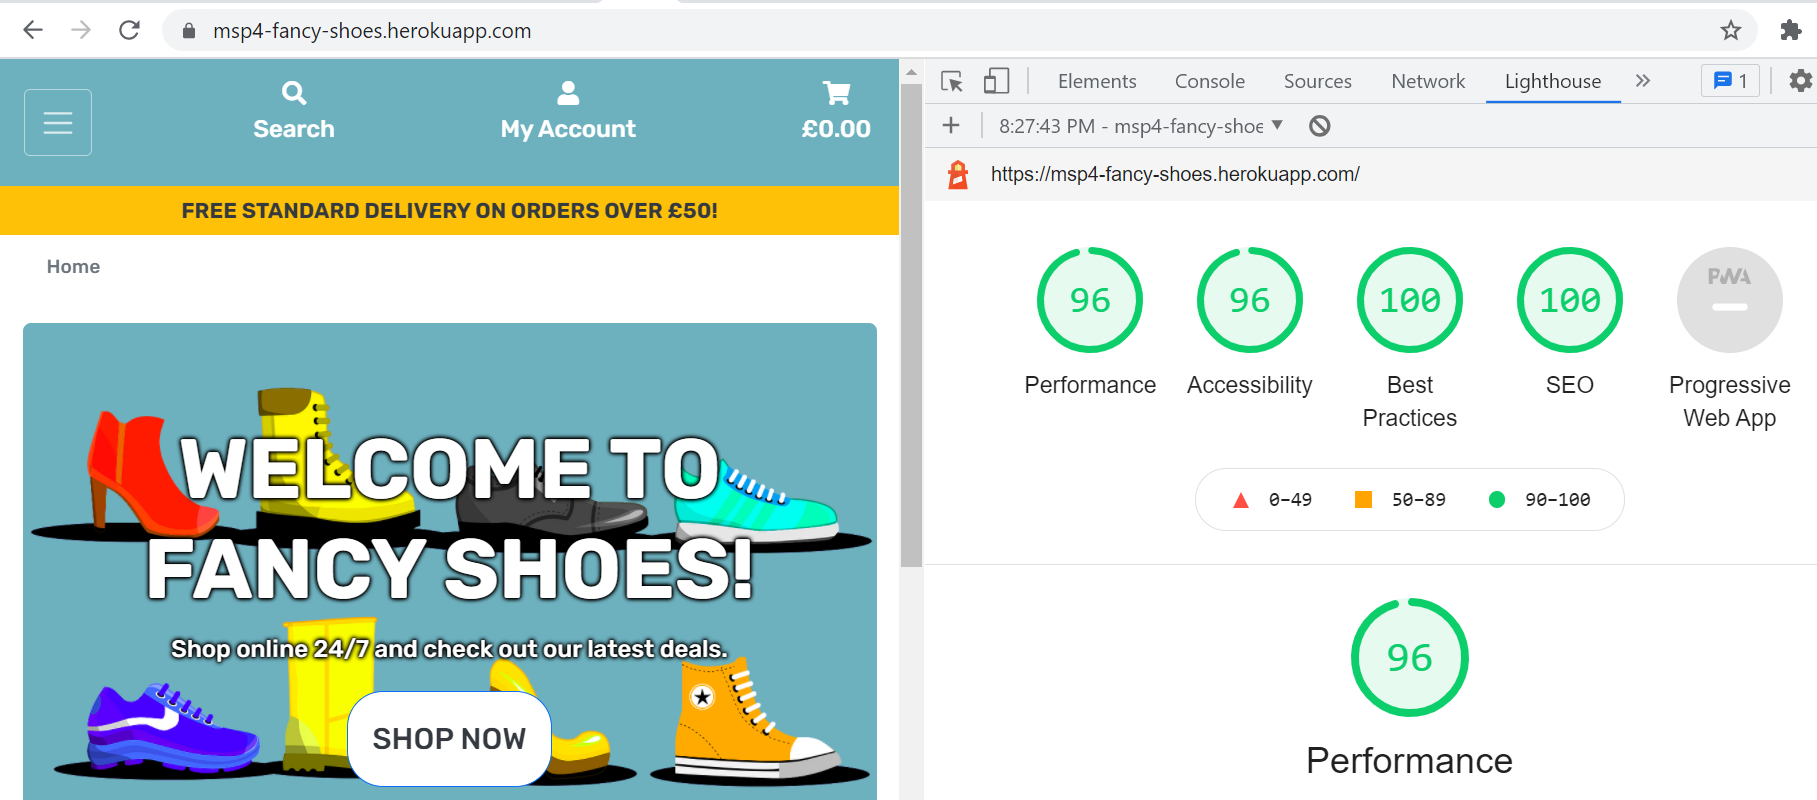 msp4-fancy-shoes.herokuapp.com
Search
My Account
£0.00
FREE STANDARD DELIVERY ON ORDERS OVER £50!
Home
WELCOME TO
FANCY SHOES!
Shop online 24/7 and check out our latest deals.
SHOP NOW
Elements Console Sources Network Lighthouse 1
8:27:43 PM - msp4-fancy-shoe
https://msp4-fancy-shoes.herokuapp.com/
96 96 100 100 PWA
Performance Accessibility Best Practices SEO Progressive Web App
0–49 50–89 90–100
96
Performance